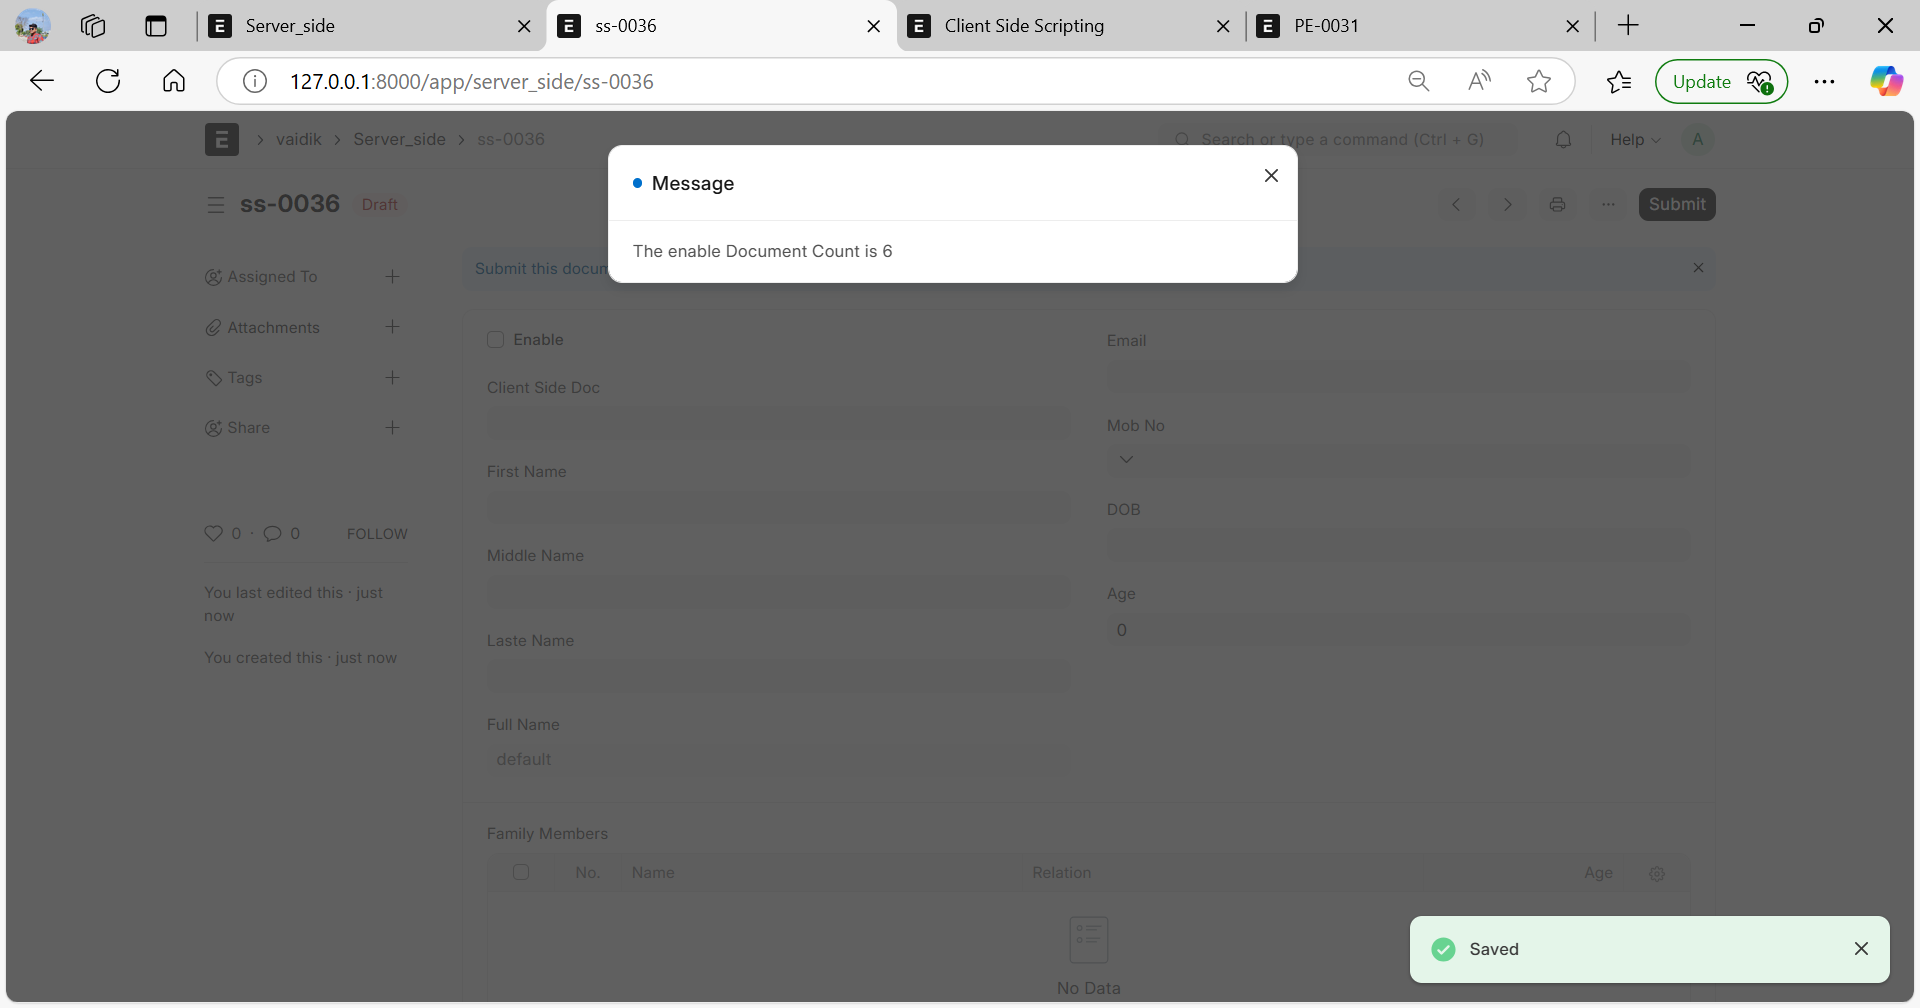 Server_side
ss-0036
Client Side Scripting
PE-0031
127.0.0.1:8000/app/server_side/ss-0036
Update
E > vaidik > Server_side > ss-0036
Search or type a command (Ctrl + G)
Help
A
Message
The enable Document Count is 6
ss-0036
Draft
Submit
Assigned To
Attachments
Tags
Share
0 · 0 FOLLOW
You last edited this · just
now
You created this · just now
Submit this
Enable
Client Side Doc
First Name
Middle Name
Laste Name
Full Name
default
Email
Mob No
DOB
Age
0
Family Members
No. Name Relation Age
No Data
Saved